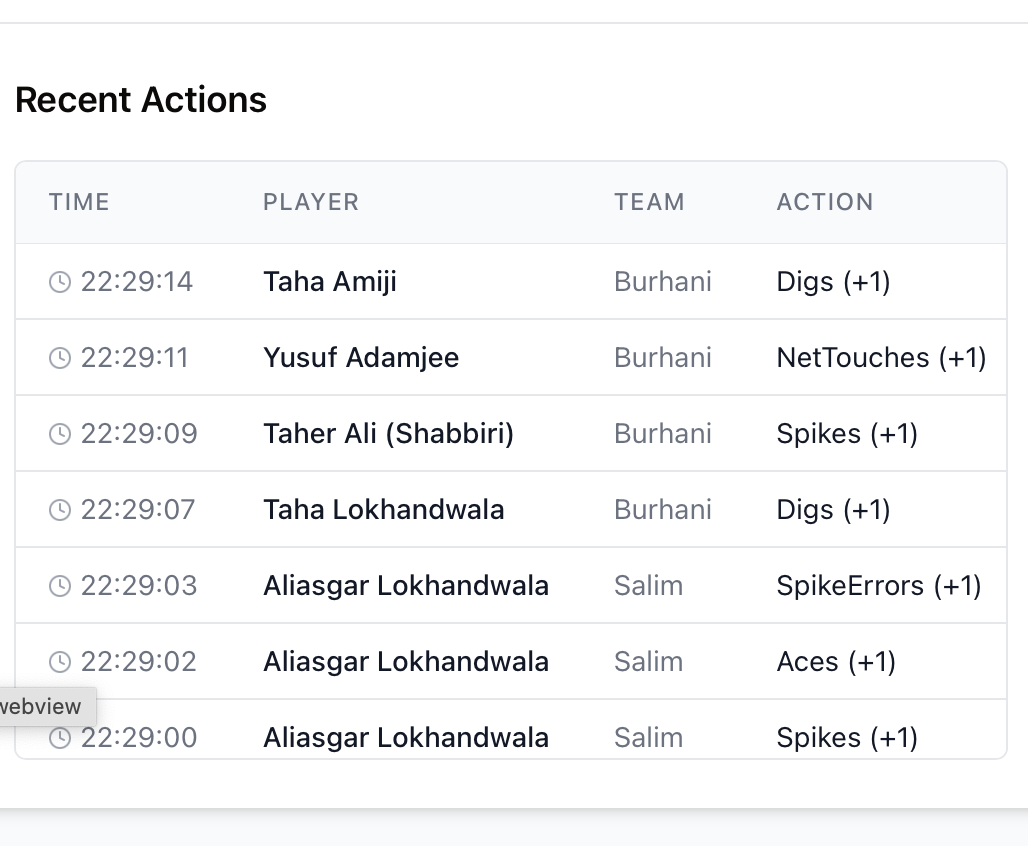 Recent Actions
TIME PLAYER TEAM ACTION
22:29:14 Taha Amiji Burhani Digs (+1)
22:29:11 Yusuf Adamjee Burhani NetTouches (+1)
22:29:09 Taher Ali (Shabbiri) Burhani Spikes (+1)
22:29:07 Taha Lokhandwala Burhani Digs (+1)
22:29:03 Aliasgar Lokhandwala Salim SpikeErrors (+1)
22:29:02 Aliasgar Lokhandwala Salim Aces (+1)
webview
22:29:00 Aliasgar Lokhandwala Salim Spikes (+1)